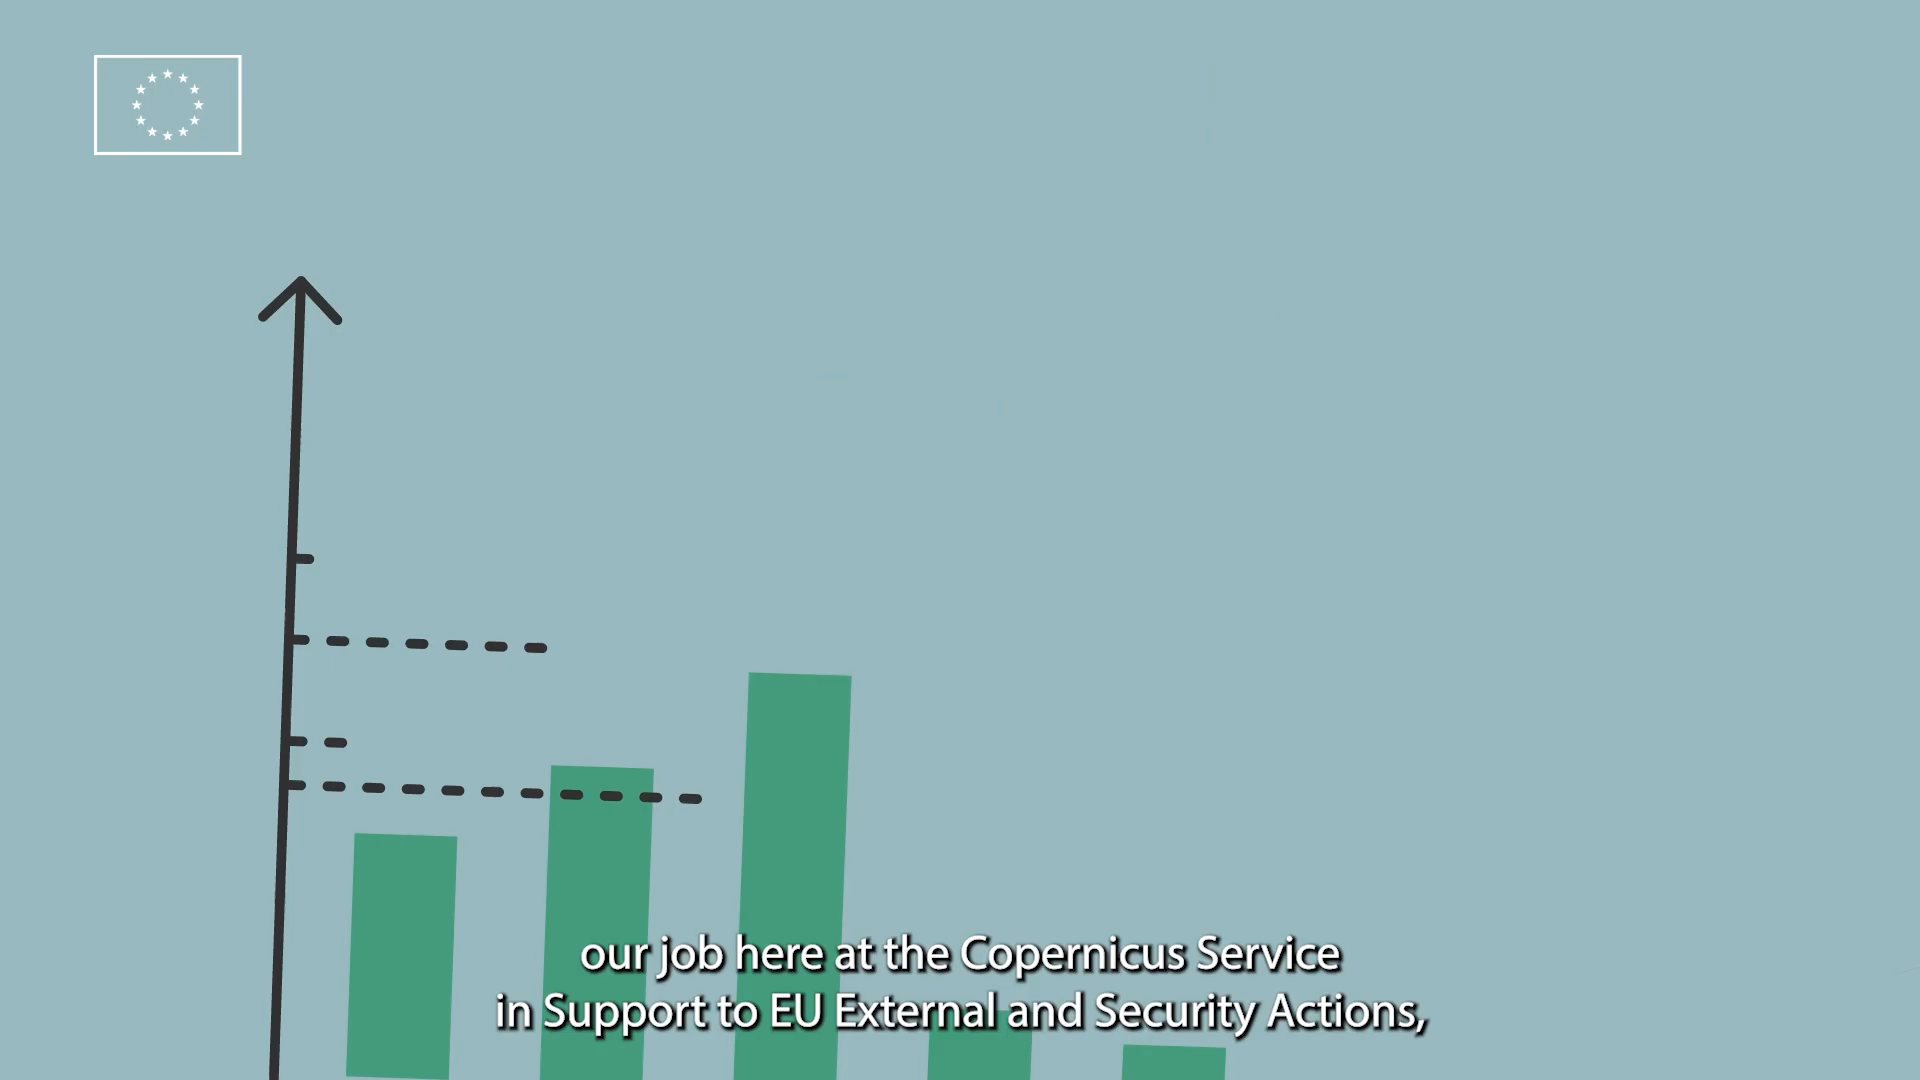 our job here at the Copernicus Service
in Support to EU External and Security Actions,